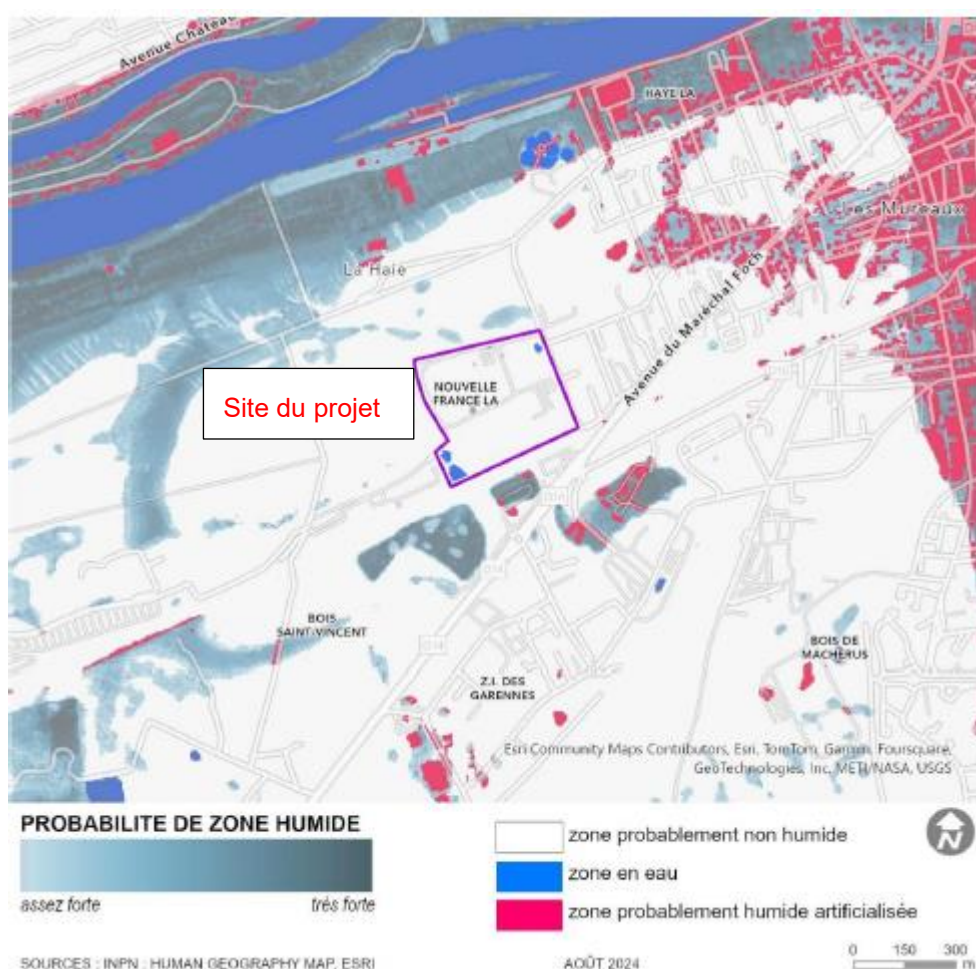 Avenue Chateau
HAYE LA
Les Mureaux
La Haie
Avenue du Maréchal Foch
Site du projet
NOUVELLE
FRANCE LA
BOIS
SAINT-VINCENT
BOIS DE
MACHERUS
Z.I. DES
GARENNES
Esri Community Maps Contributors, Esri, TomTom, Garmin, Foursquare,
GeoTechnologies, Inc, METI/NASA, USGS
PROBABILITE DE ZONE HUMIDE
assez forte
très forte
zone probablement non humide
zone en eau
zone probablement humide artificialisée
N
SOURCES : INPN ; HUMAN GEOGRAPHY MAP, ESRI
AOÛT 2024
0 150 300
m